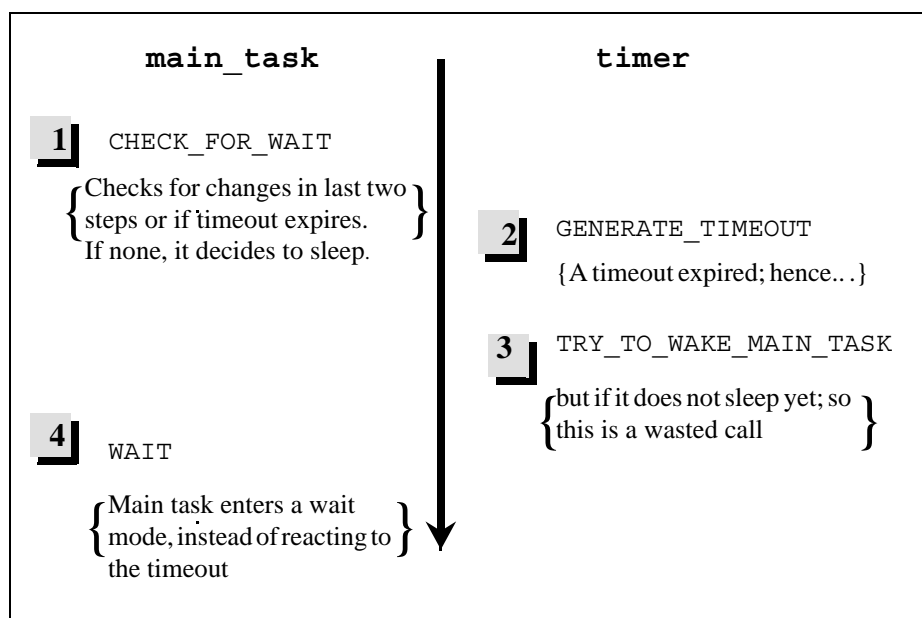 main_task
timer
1 CHECK_FOR_WAIT
{Checks for changes in last two
steps or if timeout expires.}
If none, it decides to sleep.
2 GENERATE_TIMEOUT
{A timeout expired; hence...}
3 TRY_TO_WAKE_MAIN_TASK
{but if it does not sleep yet; so
this is a wasted call}
4 WAIT
{Main task enters a wait
mode, instead of reacting to}
the timeout